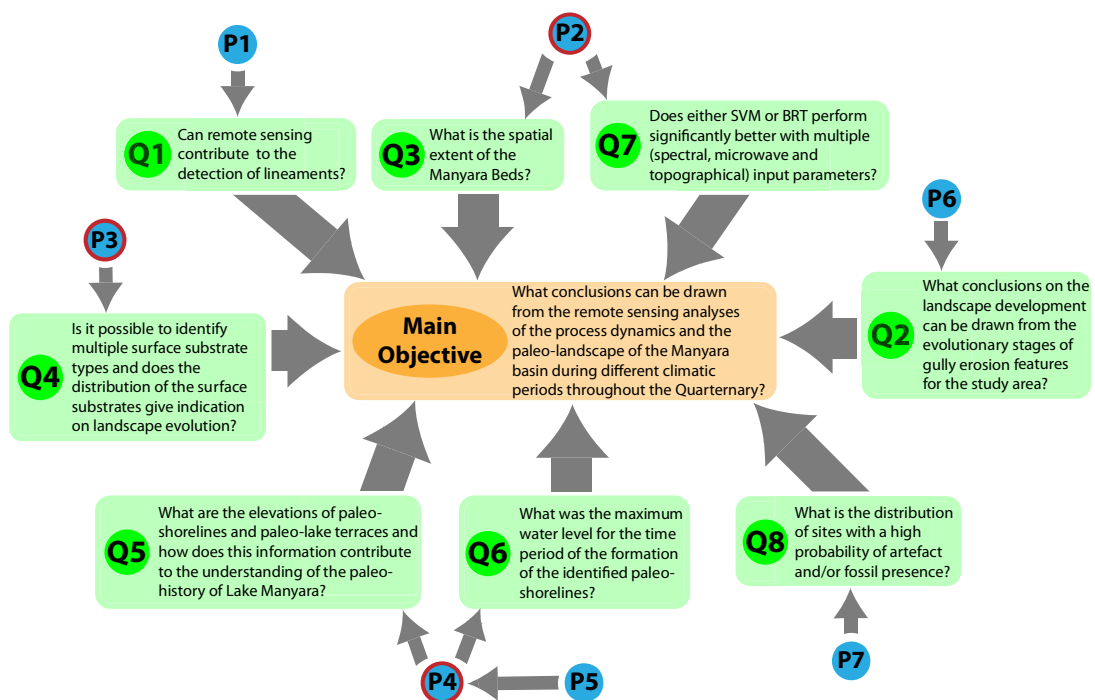 P1
P2
Q1
Can remote sensing
contribute to the
detection of lineaments?
Q3
What is the spatial
extent of the
Manyara Beds?
Q7
Does either SVM or BRT perform
significantly better with multiple
(spectral, microwave and
topographical) input parameters?
P6
P3
Q4
Is it possible to identify
multiple surface substrate
types and does the
distribution of the surface
substrates give indication
on landscape evolution?
Main
Objective
What conclusions can be drawn
from the remote sensing analyses
of the process dynamics and the
paleo-landscape of the Manyara
basin during different climatic
periods throughout the Quarternary?
Q2
What conclusions on the
landscape development
can be drawn from the
evolutionary stages of
gully erosion features
for the study area?
Q5
What are the elevations of paleo-
shorelines and paleo-lake terraces and
how does this information contribute
to the understanding of the paleo-
history of Lake Manyara?
Q6
What was the maximum
water level for the time
period of the formation
of the identified paleo-
shorelines?
Q8
What is the distribution
of sites with a high
probability of artefact
and/or fossil presence?
P4
P5
P7